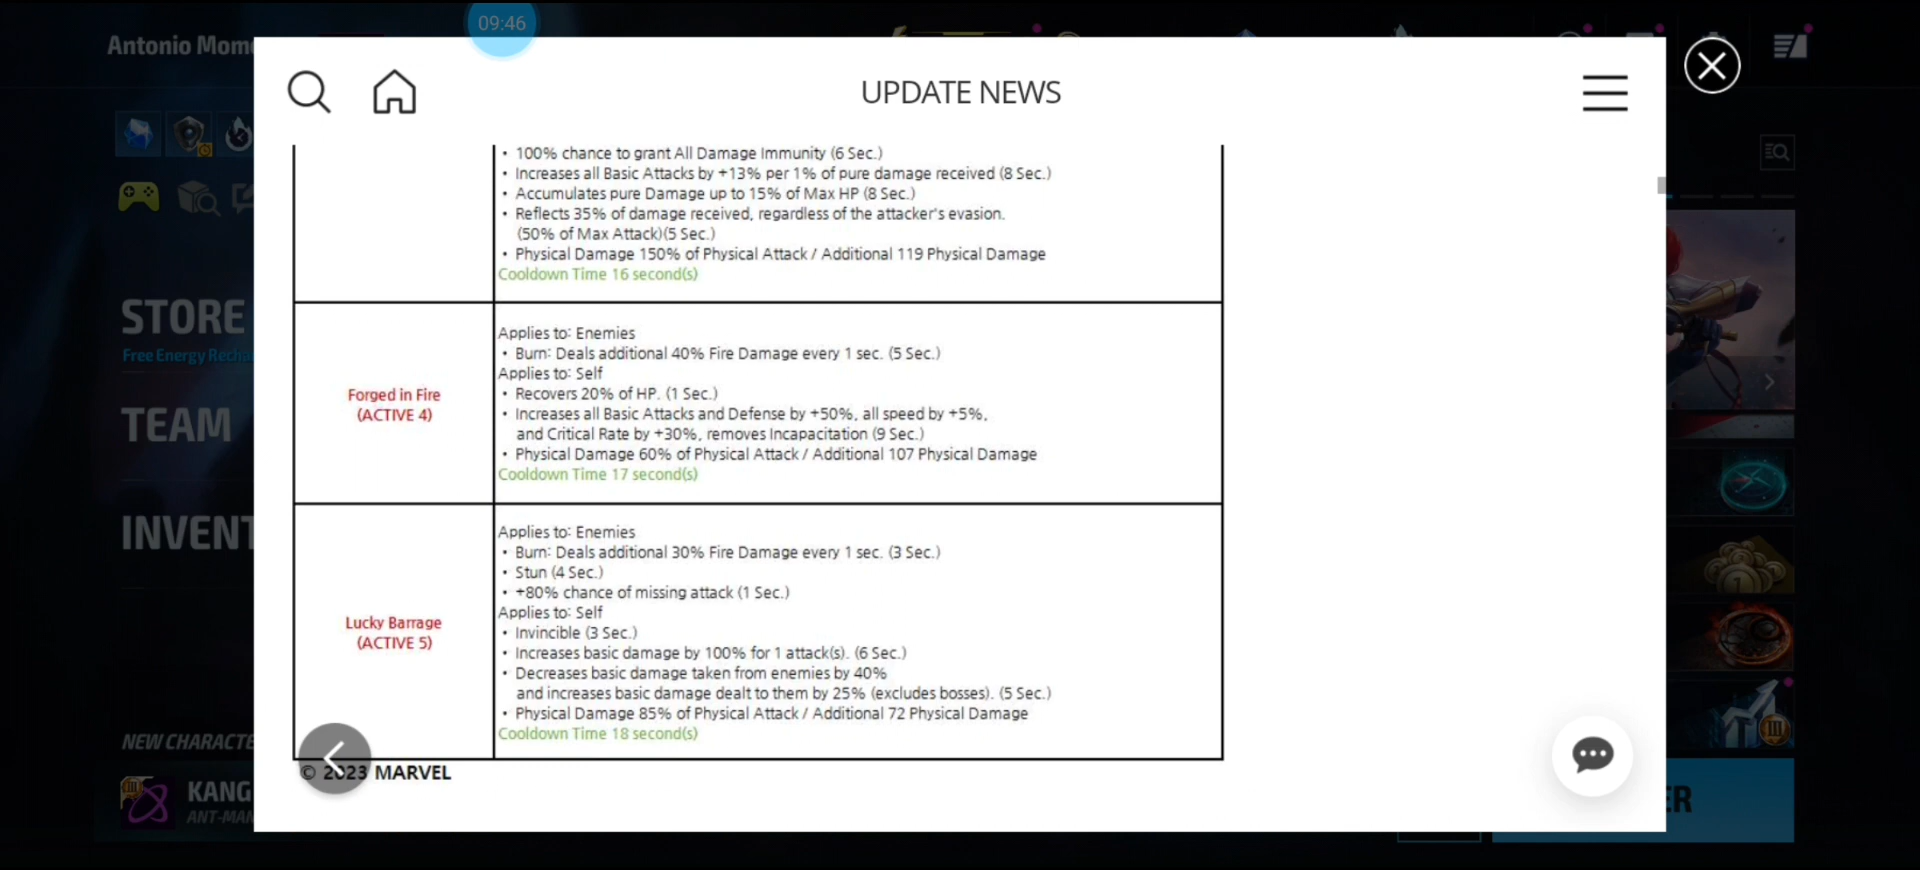 09:46
Antonio Mom
UPDATE NEWS
• 100% chance to grant All Damage Immunity (6 Sec.)
• Increases all Basic Attacks by +13% per 1% of pure damage received (8 Sec.)
• Accumulates pure Damage up to 15% of Max HP (8 Sec.)
• Reflects 35% of damage received, regardless of the attacker's evasion.
(50% of Max Attack)(5 Sec.)
• Physical Damage 150% of Physical Attack / Additional 119 Physical Damage
Cooldown Time 16 second(s)
STORE
Free Energy Recha
TEAM
INVENT
Forged in Fire
(ACTIVE 4)
Applies to: Enemies
• Burn: Deals additional 40% Fire Damage every 1 sec. (5 Sec.)
Applies to: Self
• Recovers 20% of HP. (1 Sec.)
• Increases all Basic Attacks and Defense by +50%, all speed by +5%,
and Critical Rate by +30%, removes Incapacitation (9 Sec.)
• Physical Damage 60% of Physical Attack / Additional 107 Physical Damage
Cooldown Time 17 second(s)
Lucky Barrage
(ACTIVE 5)
Applies to: Enemies
• Burn: Deals additional 30% Fire Damage every 1 sec. (3 Sec.)
• Stun (4 Sec.)
• +80% chance of missing attack (1 Sec.)
Applies to: Self
• Invincible (3 Sec.)
• Increases basic damage by 100% for 1 attack(s). (6 Sec.)
• Decreases basic damage taken from enemies by 40%
and increases basic damage dealt to them by 25% (excludes bosses). (5 Sec.)
• Physical Damage 85% of Physical Attack / Additional 72 Physical Damage
Cooldown Time 18 second(s)
NEW CHARACTE
KANG
ANT-MAN
© 2023 MARVEL
ER